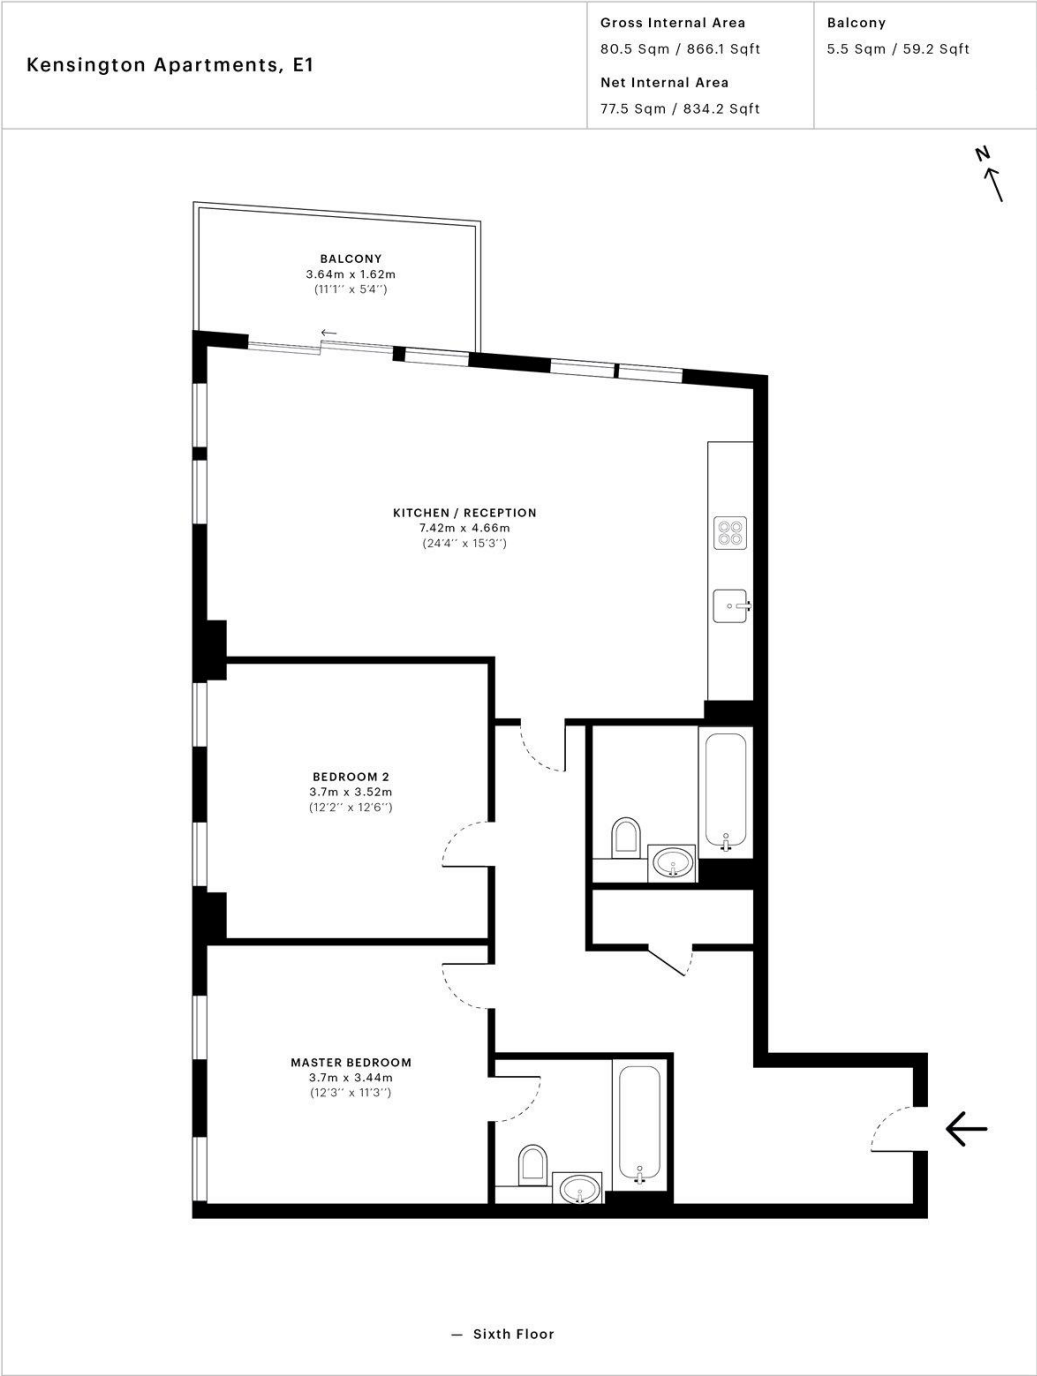 Kensington Apartments, E1
Gross Internal Area
80.5 Sqm / 866.1 Sqft
Net Internal Area
77.5 Sqm / 834.2 Sqft
Balcony
5.5 Sqm / 59.2 Sqft
N
BALCONY
3.64m x 1.62m
(11'1'' x 5'4'')
KITCHEN / RECEPTION
7.42m x 4.66m
(24'4'' x 15'3'')
BEDROOM 2
3.7m x 3.52m
(12'2'' x 12'6'')
MASTER BEDROOM
3.7m x 3.44m
(12'3'' x 11'3'')
— Sixth Floor